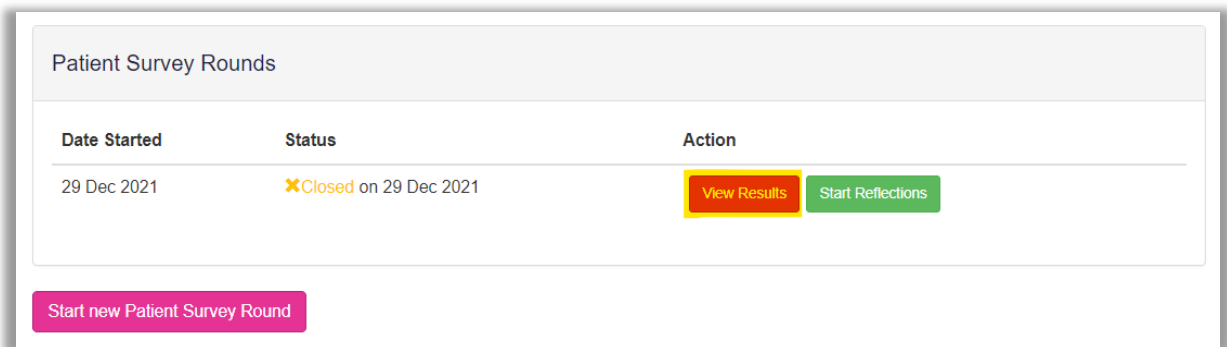 Patient Survey Rounds
Date Started Status Action
29 Dec 2021 Closed on 29 Dec 2021 View Results Start Reflections
Start new Patient Survey Round